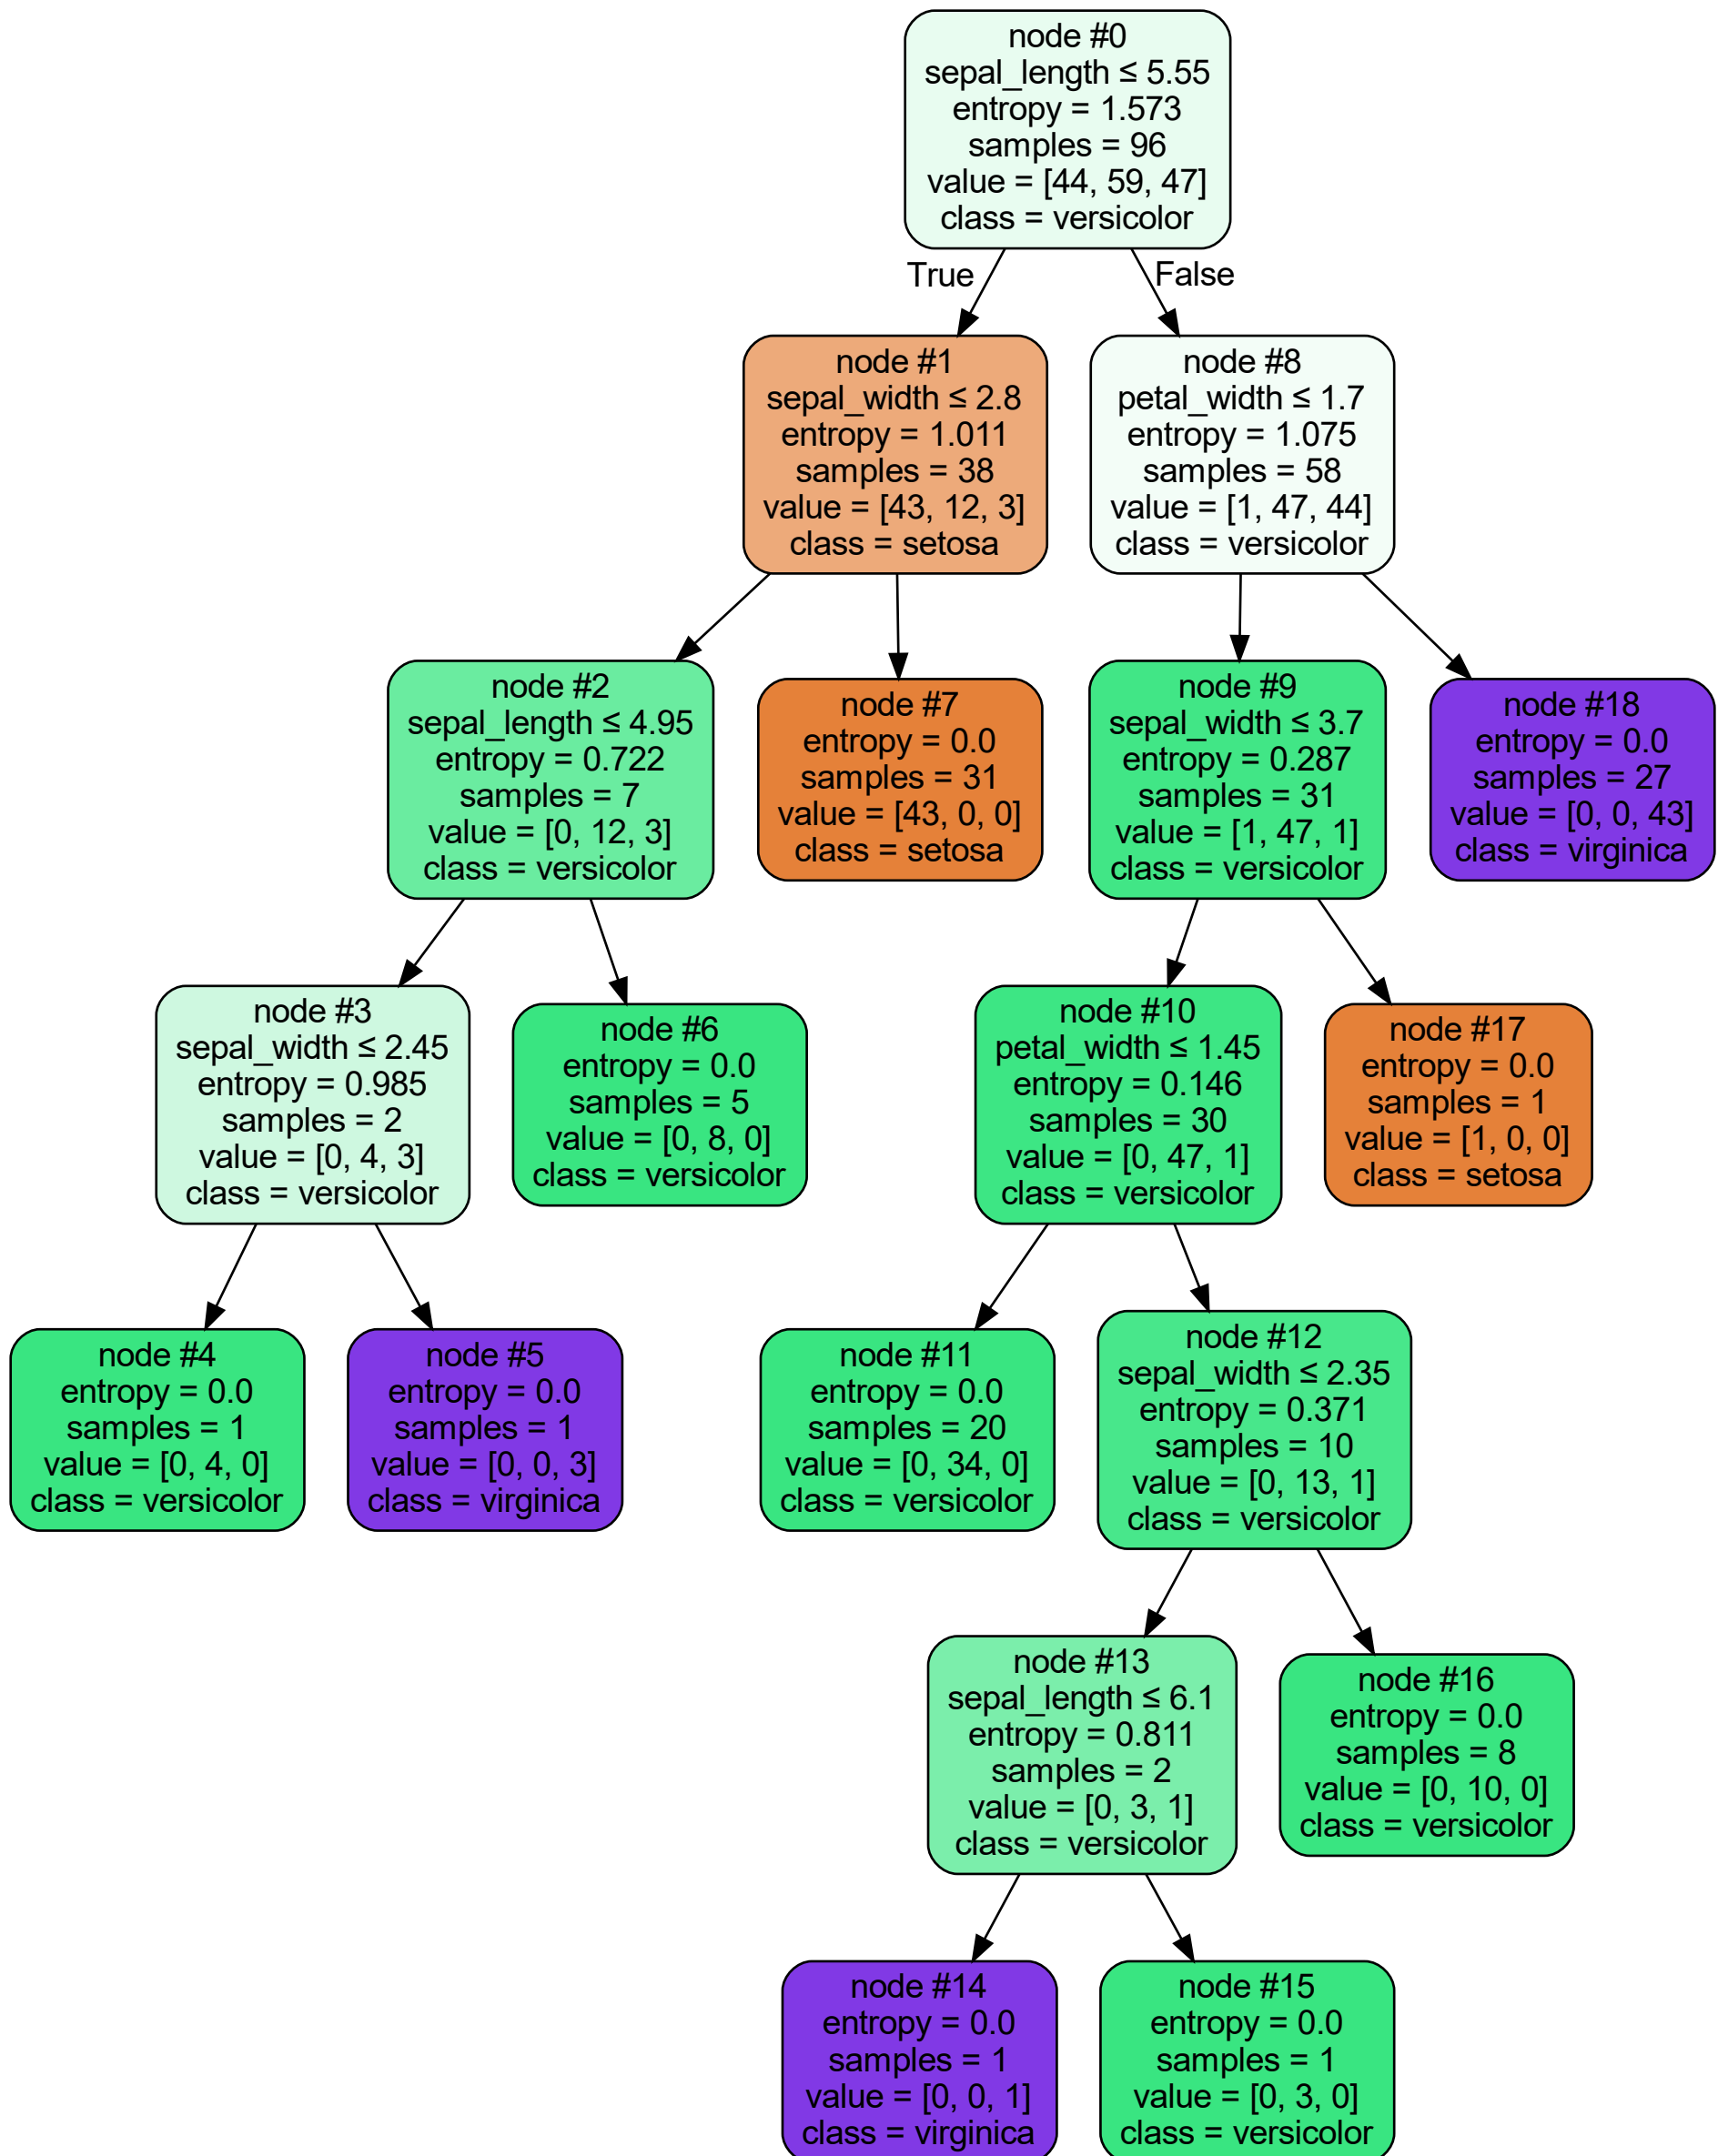 node #0
sepal_length ≤ 5.55
entropy = 1.573
samples = 96
value = [44, 59, 47]
class = versicolor
True
False
node #1
sepal_width ≤ 2.8
entropy = 1.011
samples = 38
value = [43, 12, 3]
class = setosa
node #8
petal_width ≤ 1.7
entropy = 1.075
samples = 58
value = [1, 47, 44]
class = versicolor
node #2
sepal_length ≤ 4.95
entropy = 0.722
samples = 7
value = [0, 12, 3]
class = versicolor
node #7
entropy = 0.0
samples = 31
value = [43, 0, 0]
class = setosa
node #9
sepal_width ≤ 3.7
entropy = 0.287
samples = 31
value = [1, 47, 1]
class = versicolor
node #18
entropy = 0.0
samples = 27
value = [0, 0, 43]
class = virginica
node #3
sepal_width ≤ 2.45
entropy = 0.985
samples = 2
value = [0, 4, 3]
class = versicolor
node #6
entropy = 0.0
samples = 5
value = [0, 8, 0]
class = versicolor
node #10
petal_width ≤ 1.45
entropy = 0.146
samples = 30
value = [0, 47, 1]
class = versicolor
node #17
entropy = 0.0
samples = 1
value = [1, 0, 0]
class = setosa
node #4
entropy = 0.0
samples = 1
value = [0, 4, 0]
class = versicolor
node #5
entropy = 0.0
samples = 1
value = [0, 0, 3]
class = virginica
node #11
entropy = 0.0
samples = 20
value = [0, 34, 0]
class = versicolor
node #12
sepal_width ≤ 2.35
entropy = 0.371
samples = 10
value = [0, 13, 1]
class = versicolor
node #13
sepal_length ≤ 6.1
entropy = 0.811
samples = 2
value = [0, 3, 1]
class = versicolor
node #16
entropy = 0.0
samples = 8
value = [0, 10, 0]
class = versicolor
node #14
entropy = 0.0
samples = 1
value = [0, 0, 1]
class = virginica
node #15
entropy = 0.0
samples = 1
value = [0, 3, 0]
class = versicolor